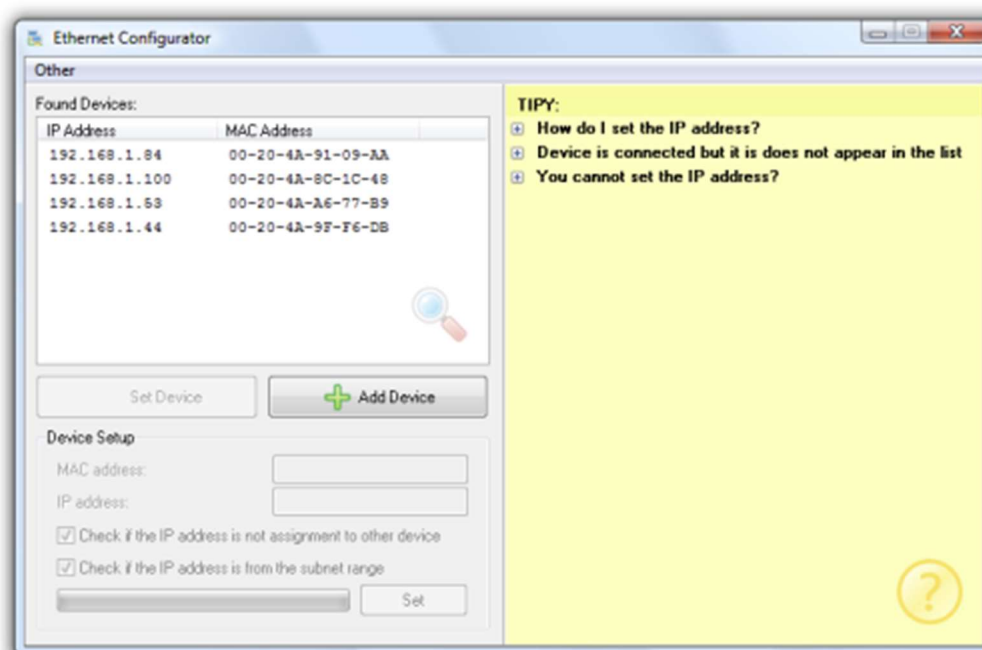 Ethernet Configurator
Other
Found Devices:
IP Address MAC Address
192.168.1.84 00-20-4A-91-09-AA
192.168.1.100 00-20-4A-8C-1C-48
192.168.1.53 00-20-4A-A6-77-B9
192.168.1.44 00-20-4A-9F-F6-DB
Set Device
Add Device
Device Setup
MAC address:
IP address:
Check if the IP address is not assignment to other device
Check if the IP address is from the subnet range
Set
TIPY:
How do I set the IP address?
Device is connected but it is does not appear in the list
You cannot set the IP address?
?